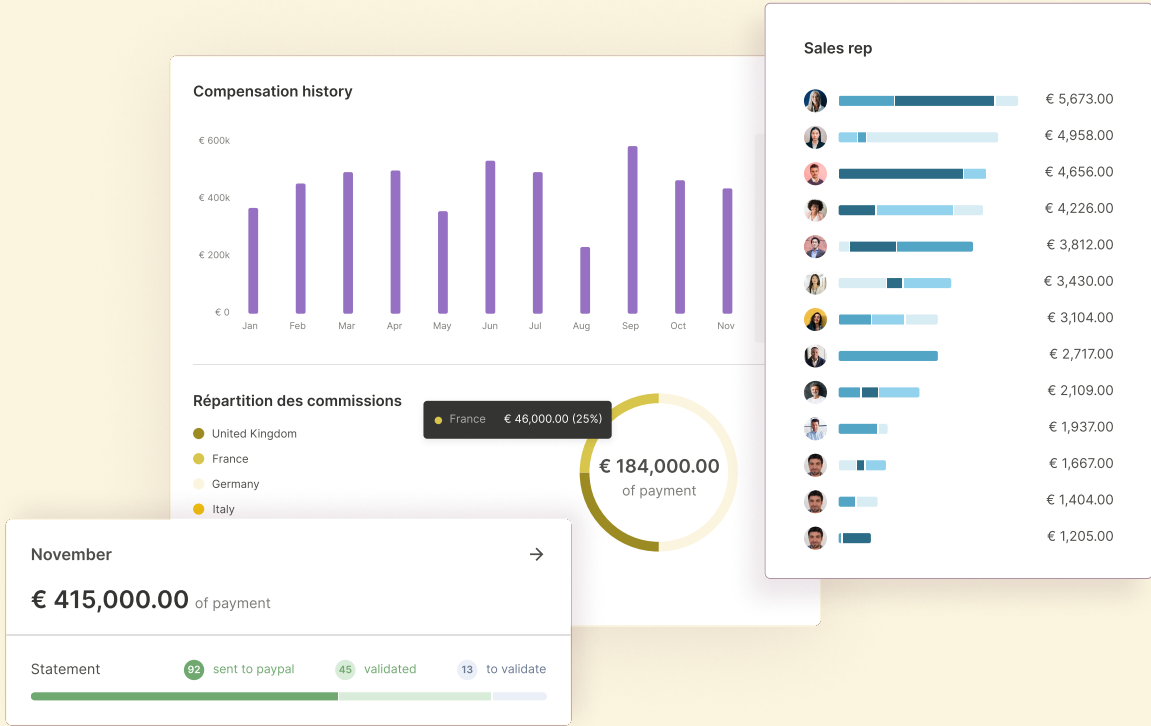 Compensation history
€ 600k
€ 400k
€ 200k
€ 0
Jan Feb Mar Apr May Jun Jul Aug Sep Oct Nov
Répartition des commissions
United Kingdom
France
Germany
Italy
France € 46,000.00 (25%)
€ 184,000.00
of payment
November
€ 415,000.00 of payment
Statement 92 sent to paypal 45 validated 13 to validate
Sales rep
€ 5,673.00
€ 4,958.00
€ 4,656.00
€ 4,226.00
€ 3,812.00
€ 3,430.00
€ 3,104.00
€ 2,717.00
€ 2,109.00
€ 1,937.00
€ 1,667.00
€ 1,404.00
€ 1,205.00